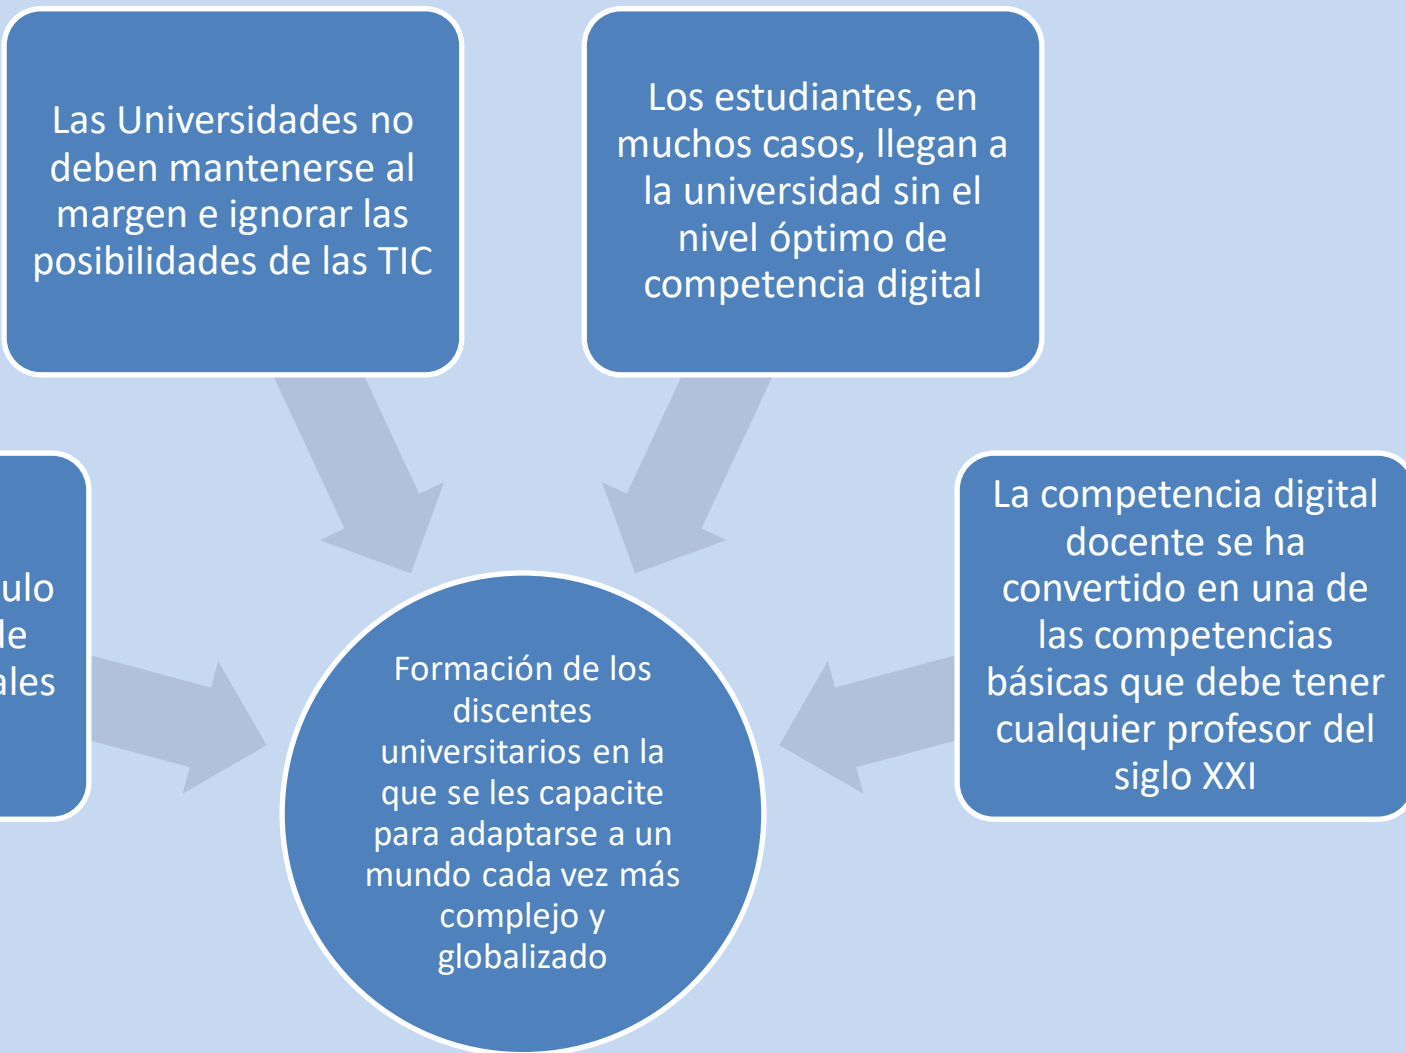 Las Universidades no
deben mantenerse al
margen e ignorar las
posibilidades de las TIC
Los estudiantes, en
muchos casos, llegan a
la universidad sin el
nivel óptimo de
competencia digital
La competencia digital
docente se ha
convertido en una de
las competencias
básicas que debe tener
cualquier profesor del
siglo XXI
Formación de los
discentes
universitarios en la
que se les capacite
para adaptarse a un
mundo cada vez más
complejo y
globalizado